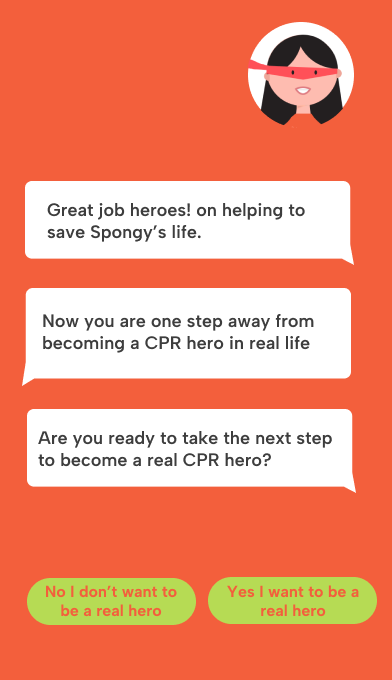 Great job heroes! on helping to
save Spongy's life.
Now you are one step away from
becoming a CPR hero in real life
Are you ready to take the next step
to become a real CPR hero?
No I don't want to
be a real hero
Yes I want to be a
real hero